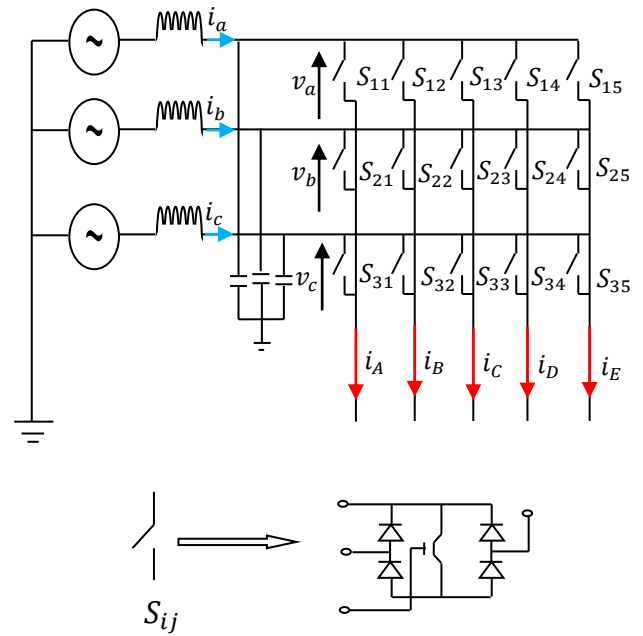 ~ i_a
v_a S_11 S_12 S_13 S_14 S_15
~ i_b
v_b S_21 S_22 S_23 S_24 S_25
~ i_c
v_c S_31 S_32 S_33 S_34 S_35
i_A i_B i_C i_D i_E
S_ij